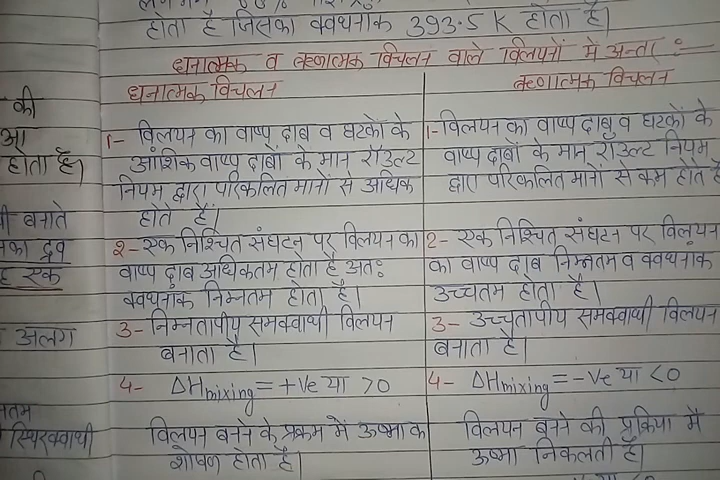 होता है जिसका क्वथनांक 393.5 K होता है।
धनात्मक व ऋणात्मक विचलन वाले विलयनों में अन्तर :-
धनात्मक विचलन
1- विलयन का वाष्प दाब व घटकों के
आंशिक वाष्प दाबों के मान राउल्ट
नियम द्वारा परिकलित मानों से अधिक
होते हैं।
2- एक निश्चित संघटन पर विलयन का
वाष्प दाब अधिकतम होता है अतः
क्वथनांक निम्नतम होता है।
3- निम्नतापीय समक्वाथी विलयन
बनाता है।
4- ΔHmixing = +ve या >0
विलयन बनने के प्रक्रम में ऊष्मा क
शोषण होता है।
ऋणात्मक विचलन
1- विलयन का वाष्प दाब व घटकों के
वाष्प दाबों के मान राउल्ट नियम
द्वारा परिकलित मानों से कम होते है
2- एक निश्चित संघटन पर विलयन
का वाष्प दाब निम्नतम व क्वथनांक
उच्चतम होता है।
3- उच्चतापीय समक्वाथी विलयन
बनाता है।
4- ΔHmixing = -ve या <0
विलयन बनने की प्रक्रिया मे
ऊष्मा निकलती है।
की
होता है।
बनाते
द्रव
एक
अलग